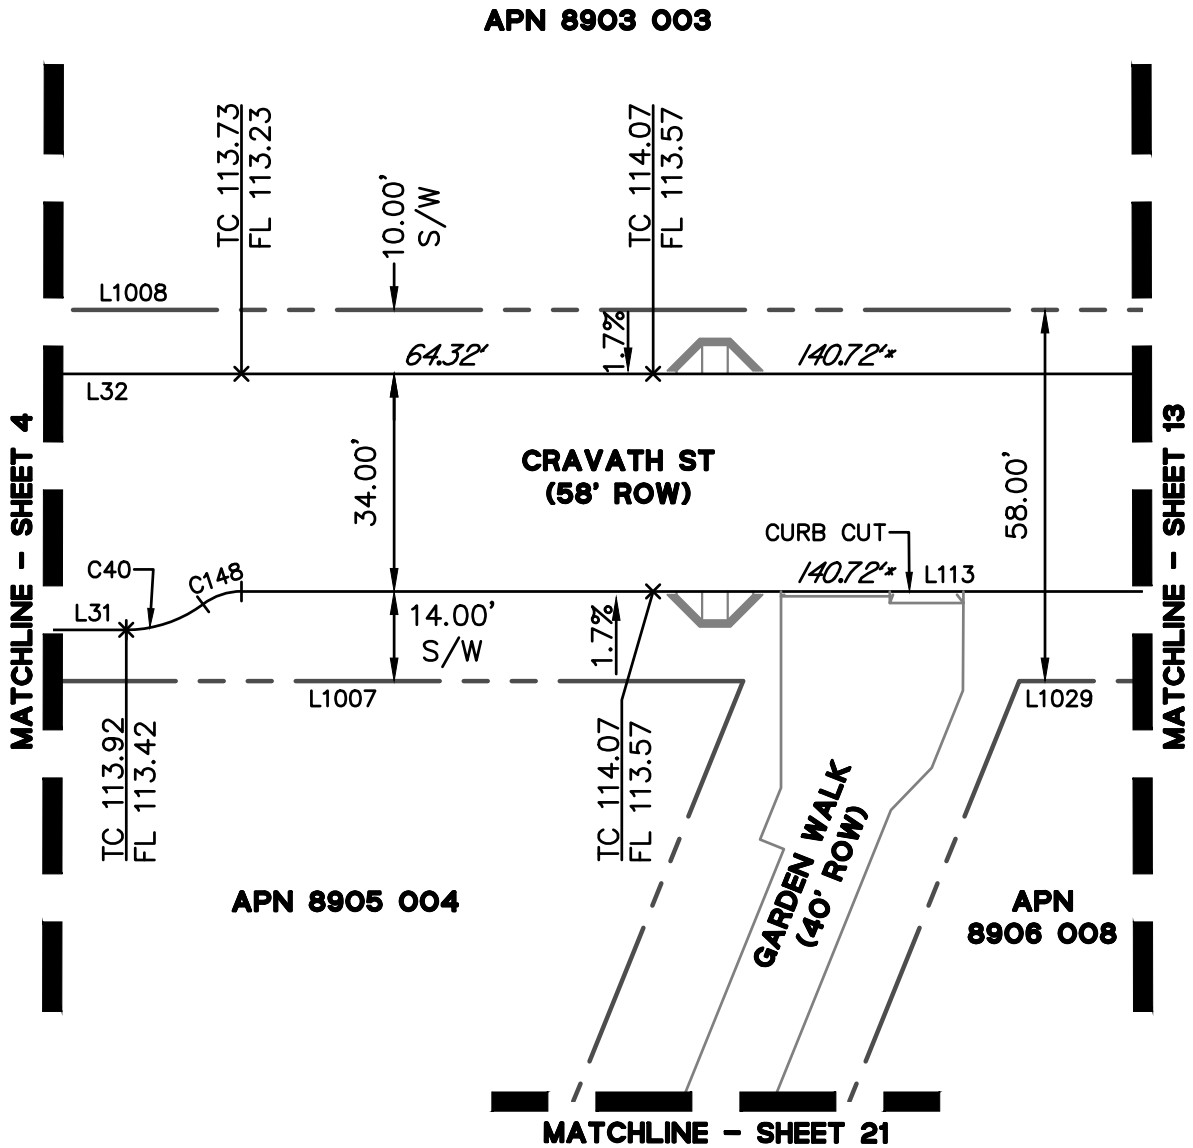 APN 8903 003
TC 113.73
FL 113.23
10.00'
S/W
TC 114.07
FL 113.57
L1008
1.7%
64.32'
140.72'*
L32
MATCHLINE - SHEET 4
34.00'
CRAVATH ST
(58' ROW)
58.00'
MATCHLINE - SHEET 13
CURB CUT
C40
C148
140.72'*
L113
L31
14.00'
S/W
1.7%
L1007
L1029
TC 113.92
FL 113.42
TC 114.07
FL 113.57
GARDEN WALK
(40' ROW)
APN 8905 004
APN
8906 008
MATCHLINE - SHEET 21